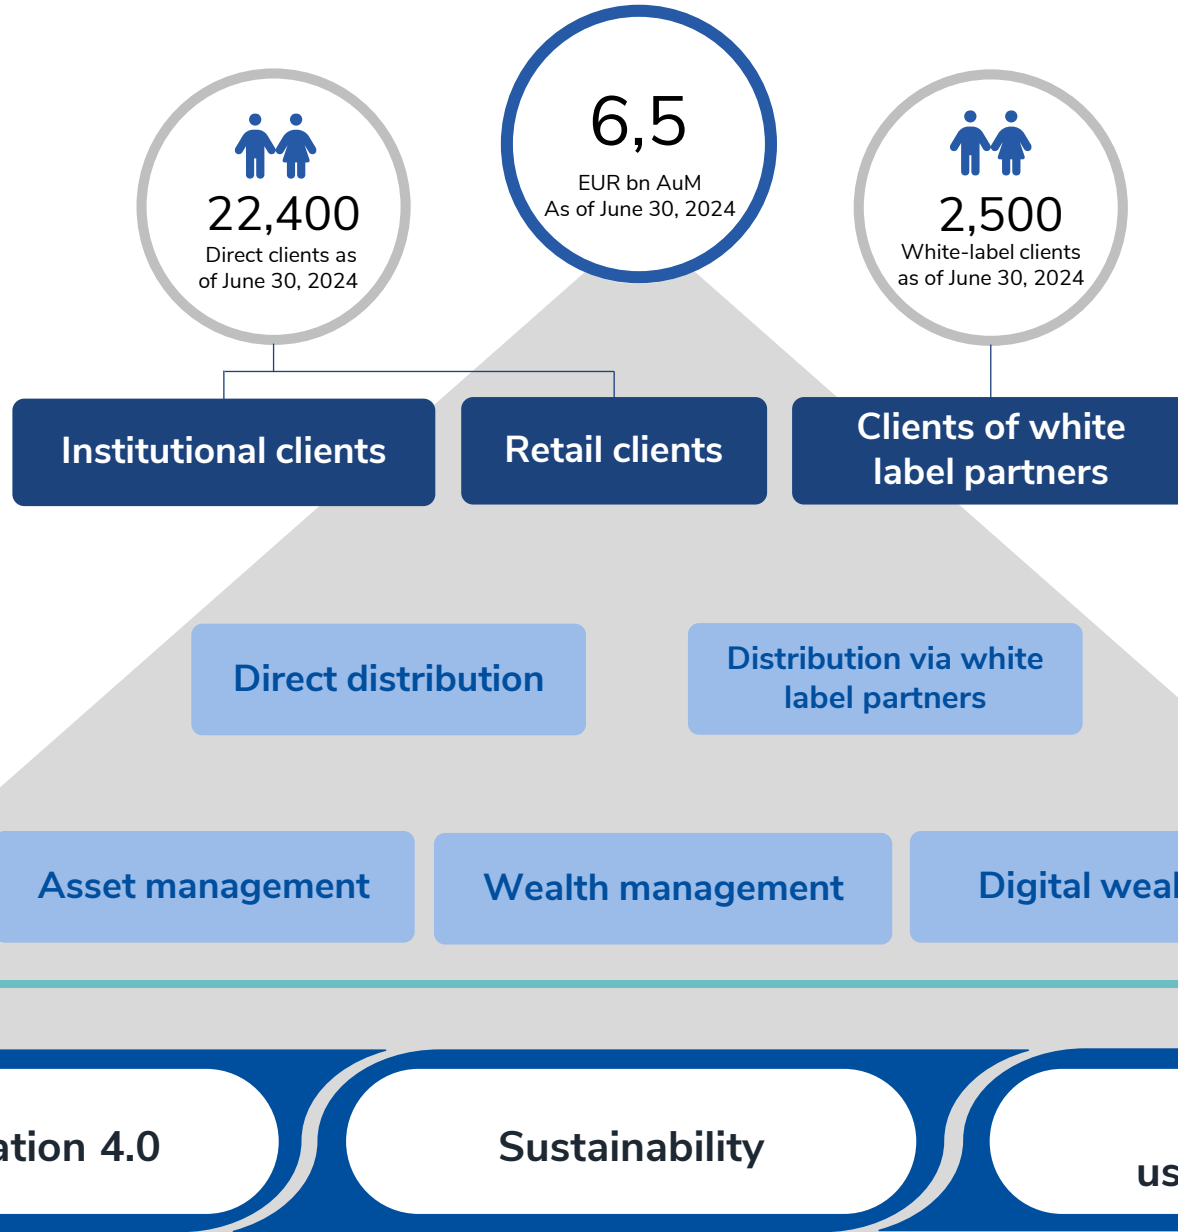 6,5
EUR bn AuM
As of June 30, 2024
22,400
Direct clients as
of June 30, 2024
2,500
White-label clients
as of June 30, 2024
Institutional clients
Retail clients
Clients of white
label partners
Direct distribution
Distribution via white
label partners
Asset management
Wealth management
Digital
4.0
Sustainability